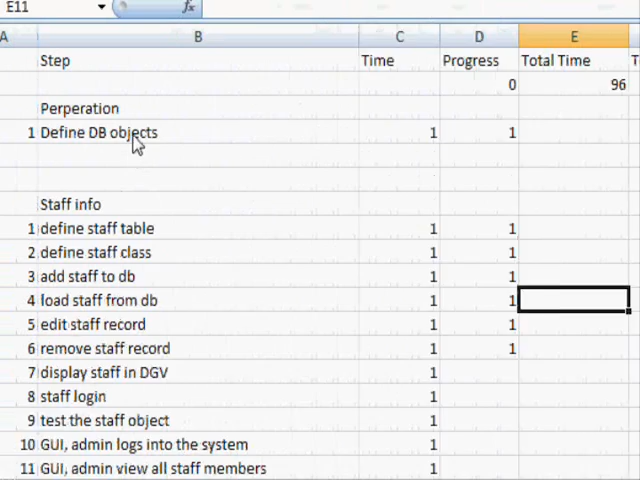 E11 fx
A B C D E
Step Time Progress Total Time T
0 96
Perperation
1 Define DB objects 1 1
Staff info
1 define staff table 1 1
2 define staff class 1 1
3 add staff to db 1 1
4 load staff from db 1 1
5 edit staff record 1 1
6 remove staff record 1 1
7 display staff in DGV 1
8 staff login 1
9 test the staff object 1
10 GUI, admin logs into the system 1
11 GUI, admin view all staff members 1